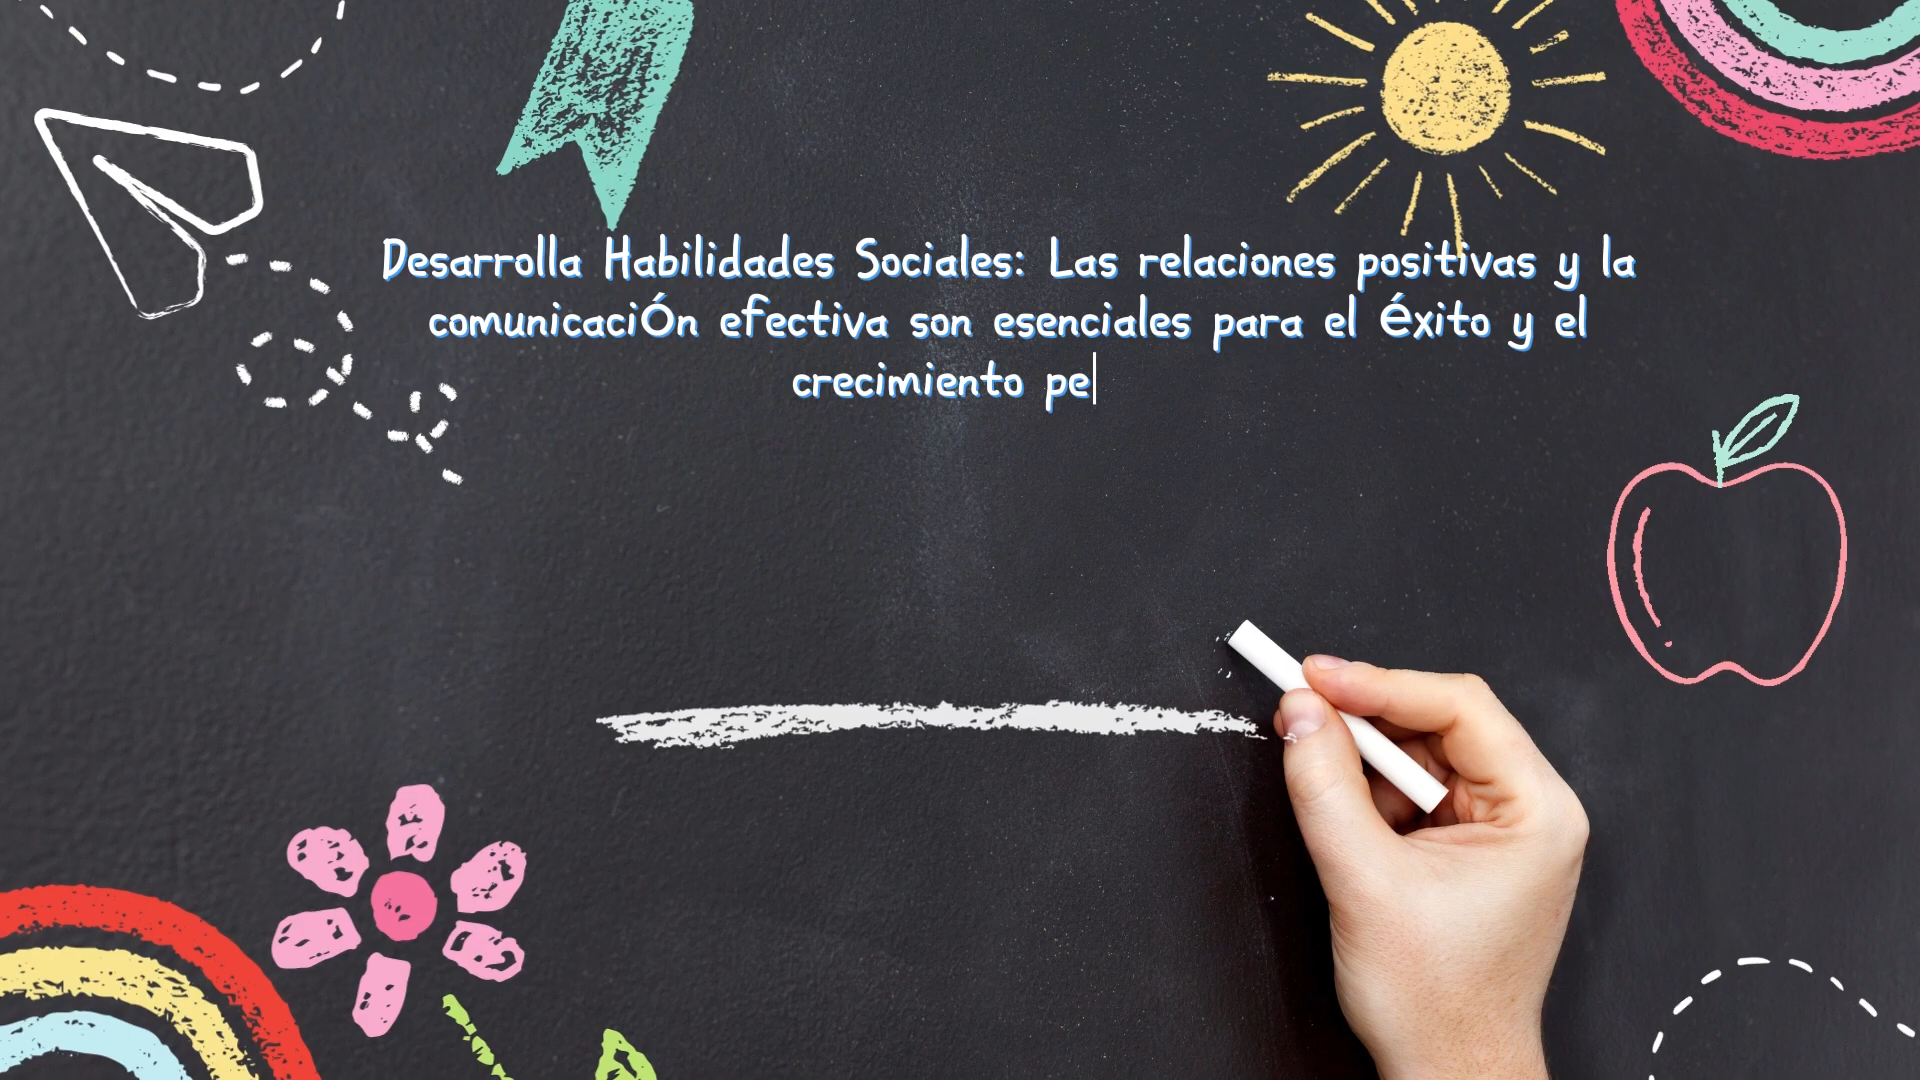 Desarrolla Habilidades Sociales: Las relaciones positivas y la
comunicación efectiva son esenciales para el éxito y el
crecimiento pe